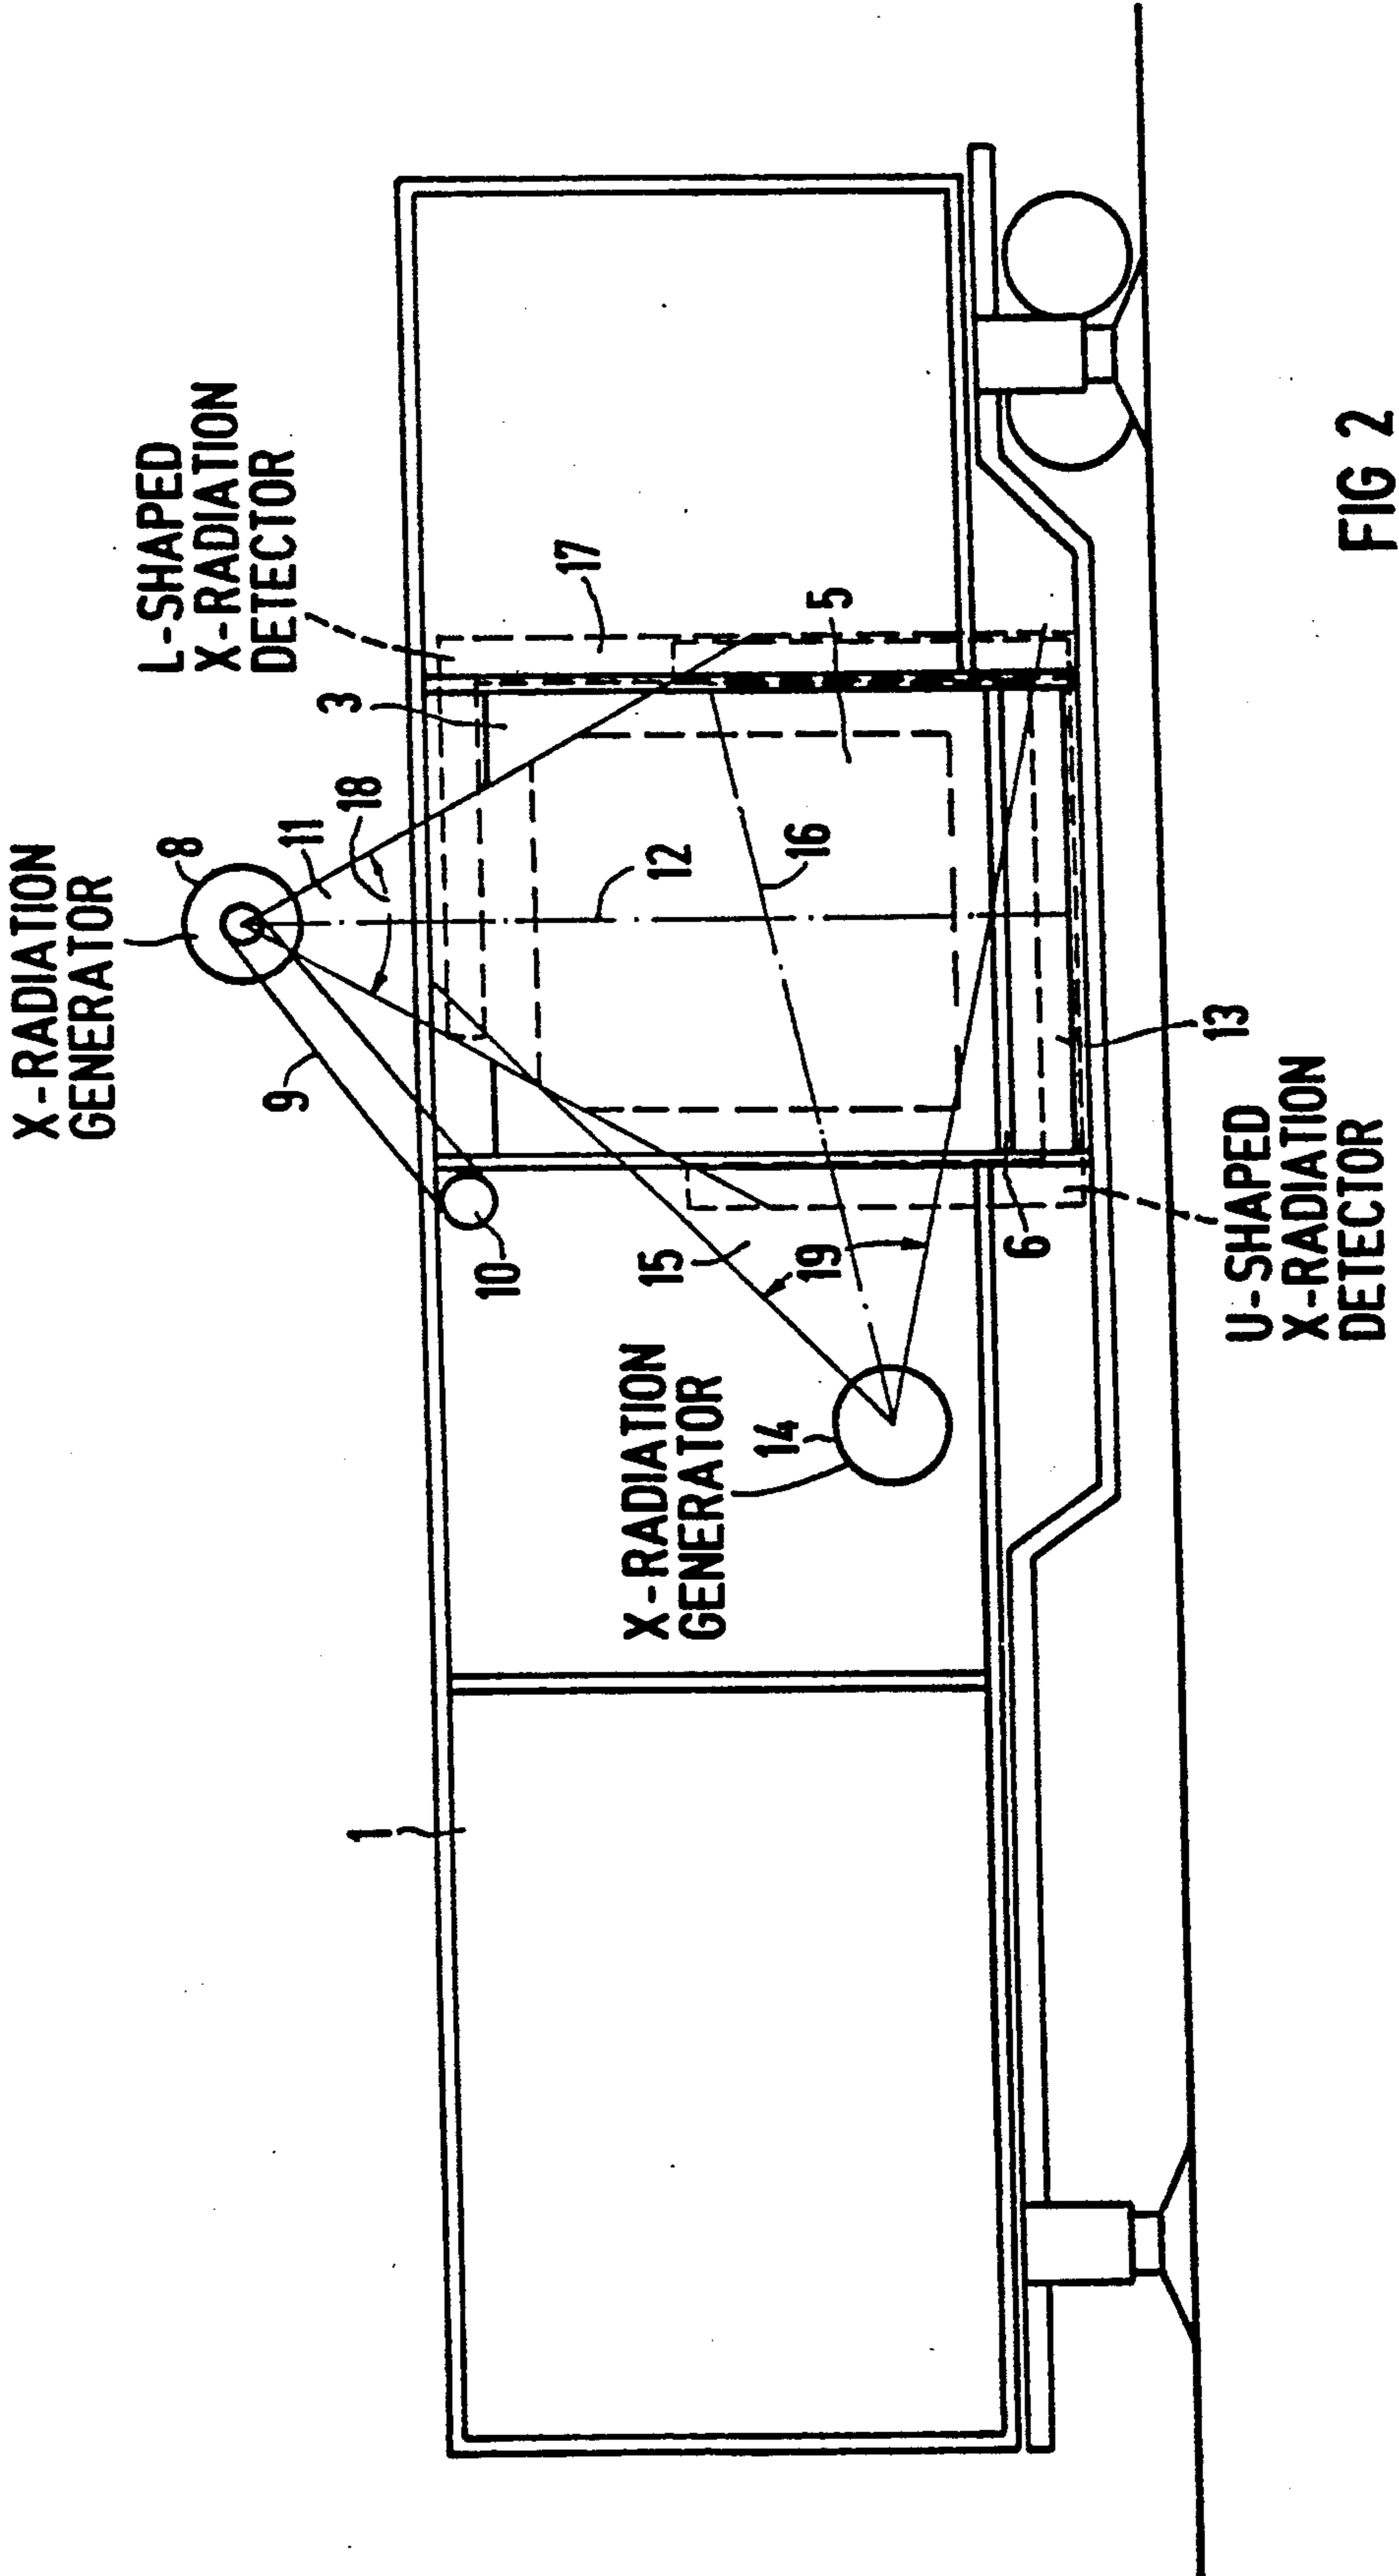 X-RADIATION
GENERATOR
8
9
10
11
18
12
L-SHAPED
X-RADIATION
DETECTOR
3
17
5
16
15
19
X-RADIATION
GENERATOR
14
1
6
13
U-SHAPED
X-RADIATION
DETECTOR
FIG 2